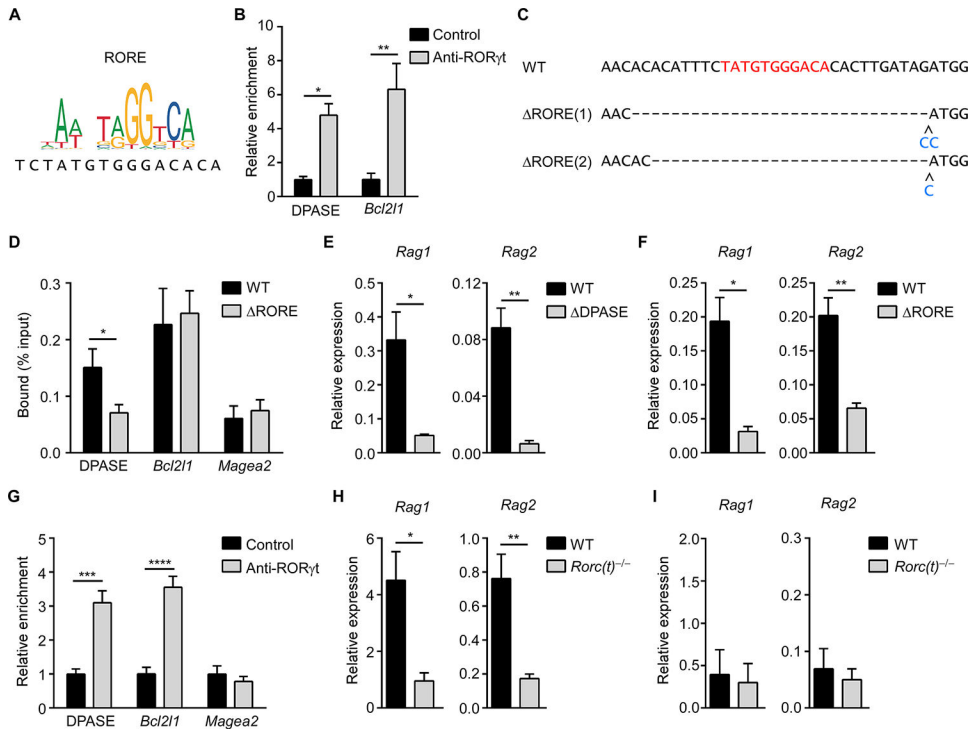 A
RORE
TCTATGTGGGACACA
B
Control
Anti-RORγt
Relative enrichment
10
8
6
4
2
0
*
**
DPASE
Bcl2l1
C
WT AACACACATTTCTATGTGGGACACACTTGATAGATGG
ΔRORE(1) AAC------------------------------ATGG
^
CC
ΔRORE(2) AACAC----------------------------ATGG
^
C
D
WT
ΔRORE
Bound (% input)
0.3
0.2
0.1
0.0
*
DPASE
Bcl2l1
Magea2
E
Rag1
Rag2
WT
ΔDPASE
Relative expression
0.5
0.4
0.3
0.2
0.1
0.0
*
0.12
0.08
0.04
0.00
**
F
Rag1
Rag2
WT
ΔRORE
Relative expression
0.25
0.20
0.15
0.10
0.05
0.00
*
0.25
0.20
0.15
0.10
0.05
0.00
**
G
Control
Anti-RORγt
Relative enrichment
5
4
3
2
1
0
***
****
DPASE
Bcl2l1
Magea2
H
Rag1
Rag2
WT
Rorc(t)–/–
Relative expression
6
4
2
0
*
1.0
0.8
0.6
0.4
0.2
0.0
**
I
Rag1
Rag2
WT
Rorc(t)–/–
Relative expression
2.0
1.5
1.0
0.5
0.0
0.3
0.2
0.1
0.0